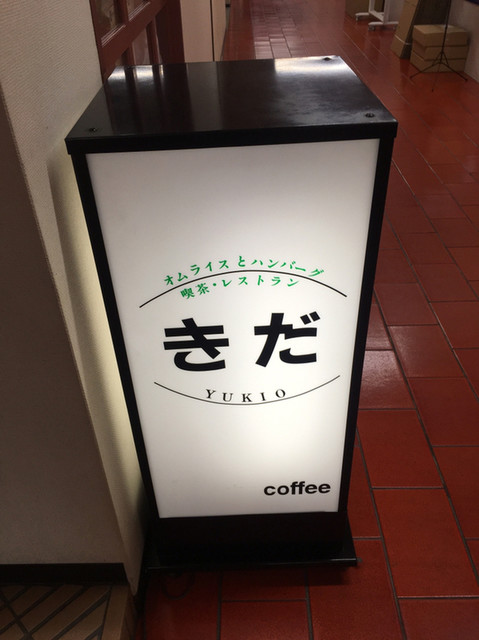 オムライスとハンバーグ
喫茶・レストラン
きだ
YUKIO
coffee